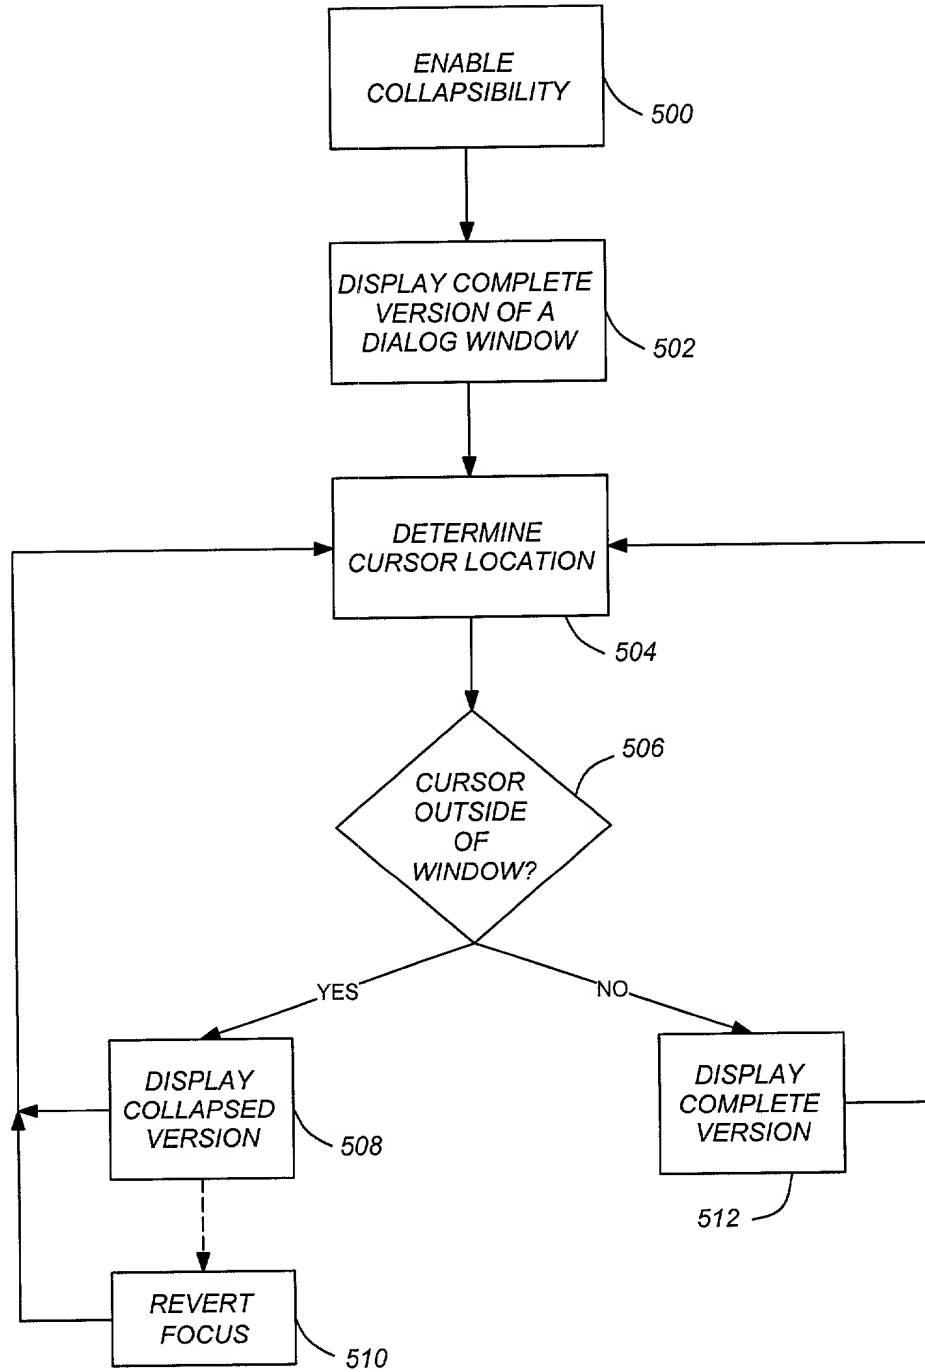 ENABLE
COLLAPSIBILITY
500
DISPLAY COMPLETE
VERSION OF A
DIALOG WINDOW
502
DETERMINE
CURSOR LOCATION
504
506
CURSOR
OUTSIDE
OF
WINDOW?
YES
NO
DISPLAY
COLLAPSED
VERSION
508
DISPLAY
COMPLETE
VERSION
512
REVERT
FOCUS
510